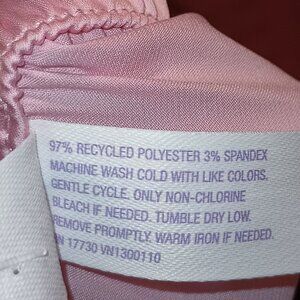 97% RECYCLED POLYESTER 3% SPANDEX
MACHINE WASH COLD WITH LIKE COLORS.
GENTLE CYCLE. ONLY NON-CHLORINE
BLEACH IF NEEDED. TUMBLE DRY LOW.
REMOVE PROMPTLY. WARM IRON IF NEEDED.
17730 VN1300110